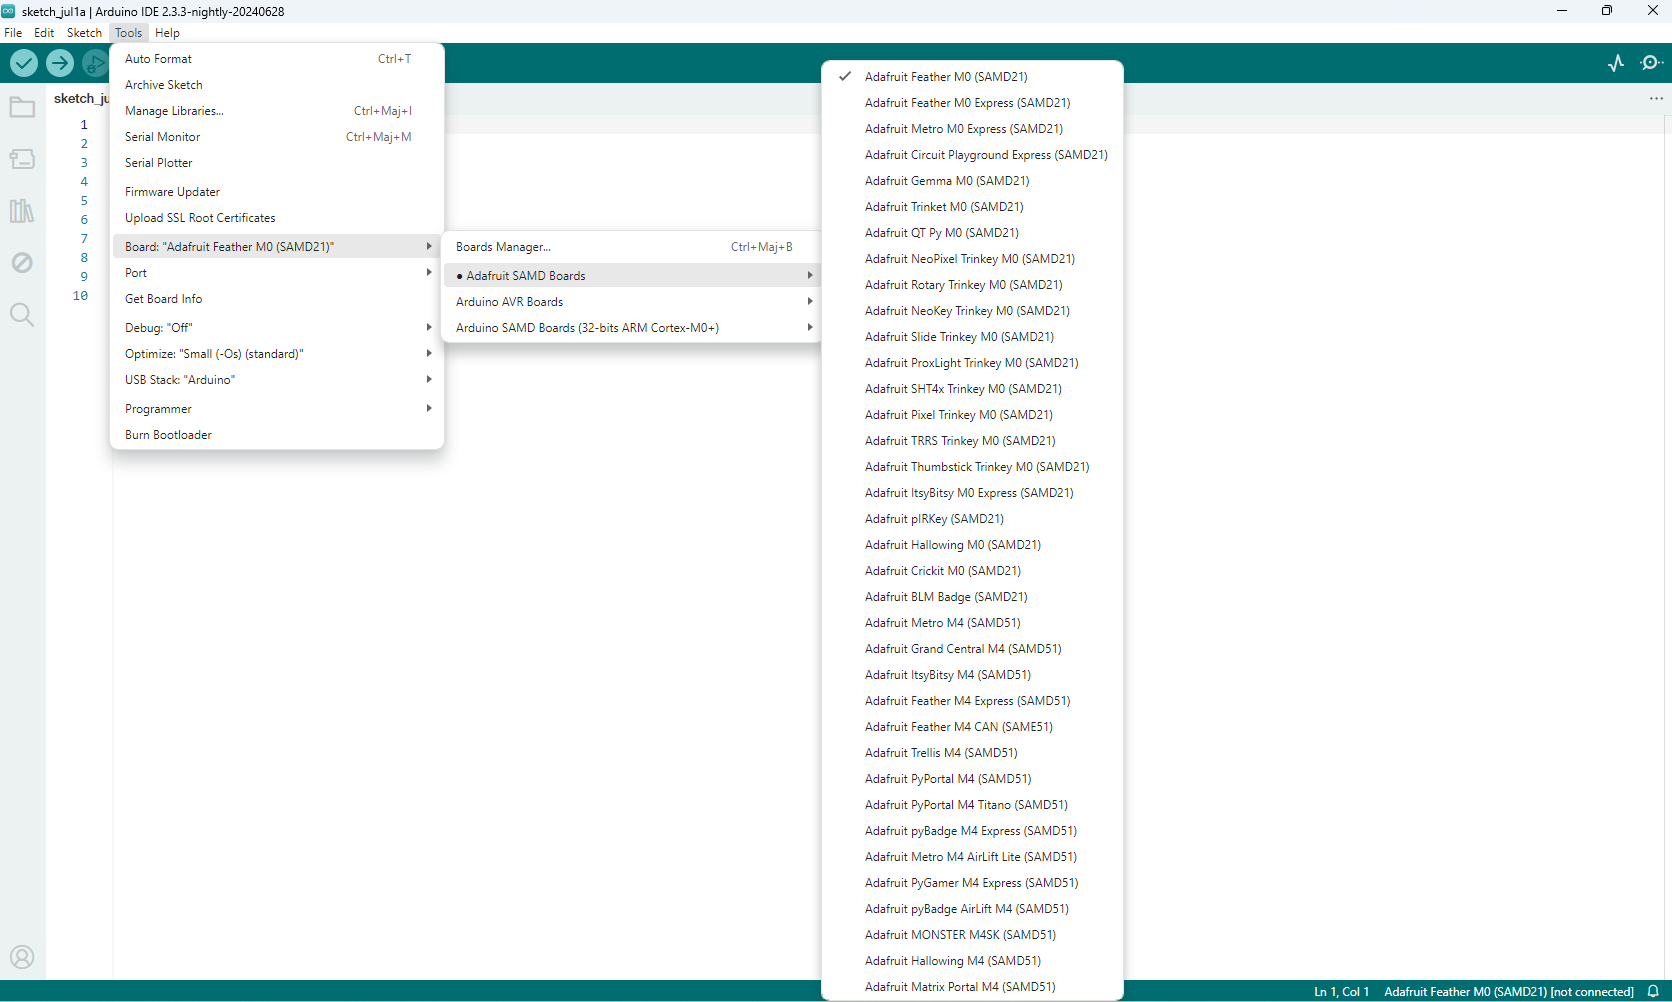 sketch_jul1a | Arduino IDE 2.3.3-nightly-20240628
File Edit Sketch Tools Help
sketch_ju
1
2
3
4
5
6
7
8
9
10
Auto Format Ctrl+T
Archive Sketch
Manage Libraries... Ctrl+Maj+I
Serial Monitor Ctrl+Maj+M
Serial Plotter
Firmware Updater
Upload SSL Root Certificates
Board: "Adafruit Feather M0 (SAMD21)"
Port
Get Board Info
Debug: "Off"
Optimize: "Small (-Os) (standard)"
USB Stack: "Arduino"
Programmer
Burn Bootloader
Boards Manager... Ctrl+Maj+B
● Adafruit SAMD Boards
Arduino AVR Boards
Arduino SAMD Boards (32-bits ARM Cortex-M0+)
Adafruit Feather M0 (SAMD21)
Adafruit Feather M0 Express (SAMD21)
Adafruit Metro M0 Express (SAMD21)
Adafruit Circuit Playground Express (SAMD21)
Adafruit Gemma M0 (SAMD21)
Adafruit Trinket M0 (SAMD21)
Adafruit QT Py M0 (SAMD21)
Adafruit NeoPixel Trinkey M0 (SAMD21)
Adafruit Rotary Trinkey M0 (SAMD21)
Adafruit NeoKey Trinkey M0 (SAMD21)
Adafruit Slide Trinkey M0 (SAMD21)
Adafruit ProxLight Trinkey M0 (SAMD21)
Adafruit SHT4x Trinkey M0 (SAMD21)
Adafruit Pixel Trinkey M0 (SAMD21)
Adafruit TRRS Trinkey M0 (SAMD21)
Adafruit Thumbstick Trinkey M0 (SAMD21)
Adafruit ItsyBitsy M0 Express (SAMD21)
Adafruit pIRKey (SAMD21)
Adafruit Hallowing M0 (SAMD21)
Adafruit Crickit M0 (SAMD21)
Adafruit BLM Badge (SAMD21)
Adafruit Metro M4 (SAMD51)
Adafruit Grand Central M4 (SAMD51)
Adafruit ItsyBitsy M4 (SAMD51)
Adafruit Feather M4 Express (SAMD51)
Adafruit Feather M4 CAN (SAME51)
Adafruit Trellis M4 (SAMD51)
Adafruit PyPortal M4 (SAMD51)
Adafruit PyPortal M4 Titano (SAMD51)
Adafruit pyBadge M4 Express (SAMD51)
Adafruit Metro M4 AirLift Lite (SAMD51)
Adafruit PyGamer M4 Express (SAMD51)
Adafruit pyBadge AirLift M4 (SAMD51)
Adafruit MONSTER M4SK (SAMD51)
Adafruit Hallowing M4 (SAMD51)
Adafruit Matrix Portal M4 (SAMD51)
Ln 1, Col 1 Adafruit Feather M0 (SAMD21) [not connected]